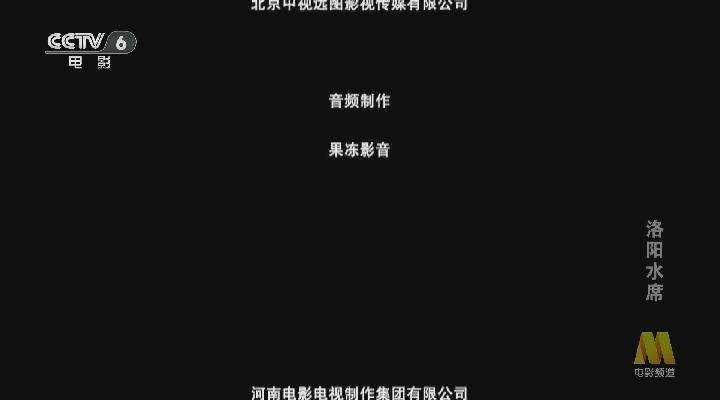 北京中视远图影视传媒有限公司
CCTV 6
电影
音频制作
果冻影音
洛阳水席
电影频道
河南电影电视制作集团有限公司